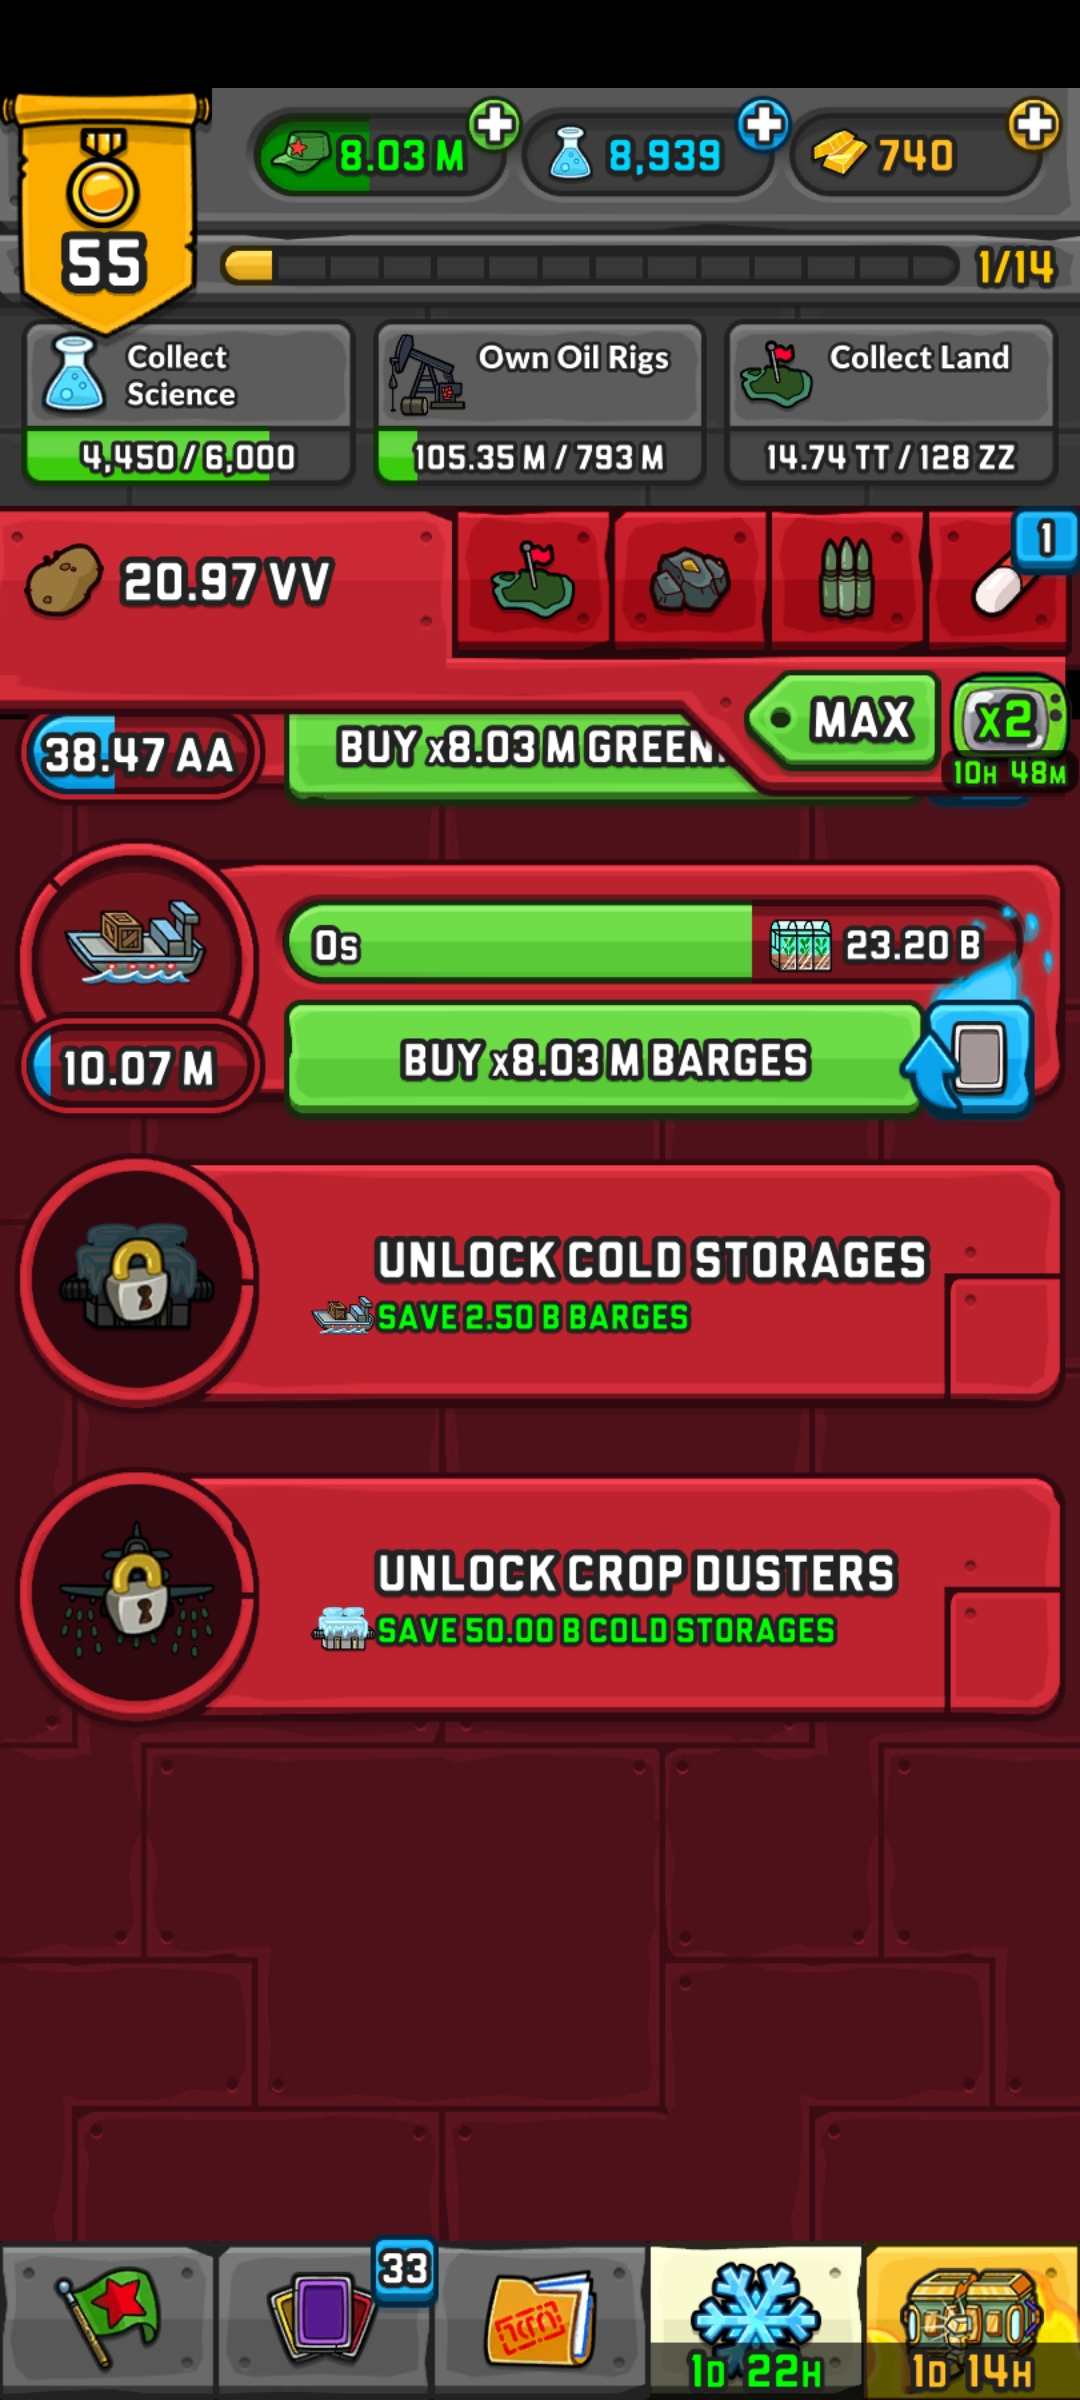 8.03 M
8,939
740
55
1/14
Collect
Science
Own Oil Rigs
Collect Land
4,450 / 6,000
105.35 M / 793 M
14.74 TT / 128 ZZ
1
20.97 VV
MAX
x2
10H 48M
38.47 AA
BUY x8.03 M GREEN
0s
23.20 B
10.07 M
BUY x8.03 M BARGES
UNLOCK COLD STORAGES
SAVE 2.50 B BARGES
UNLOCK CROP DUSTERS
SAVE 50.00 B COLD STORAGES
33
1D 22H
1D 14H